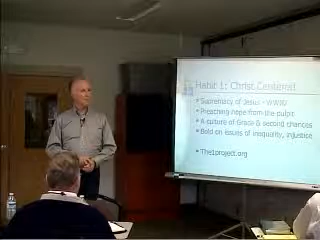 Habit 1: Christ Centered
Supremacy of Jesus - WWJD
Preaching hope from the pulpit
A culture of Grace & second chances
Bold on issues of inequality, injustice
The1project.org